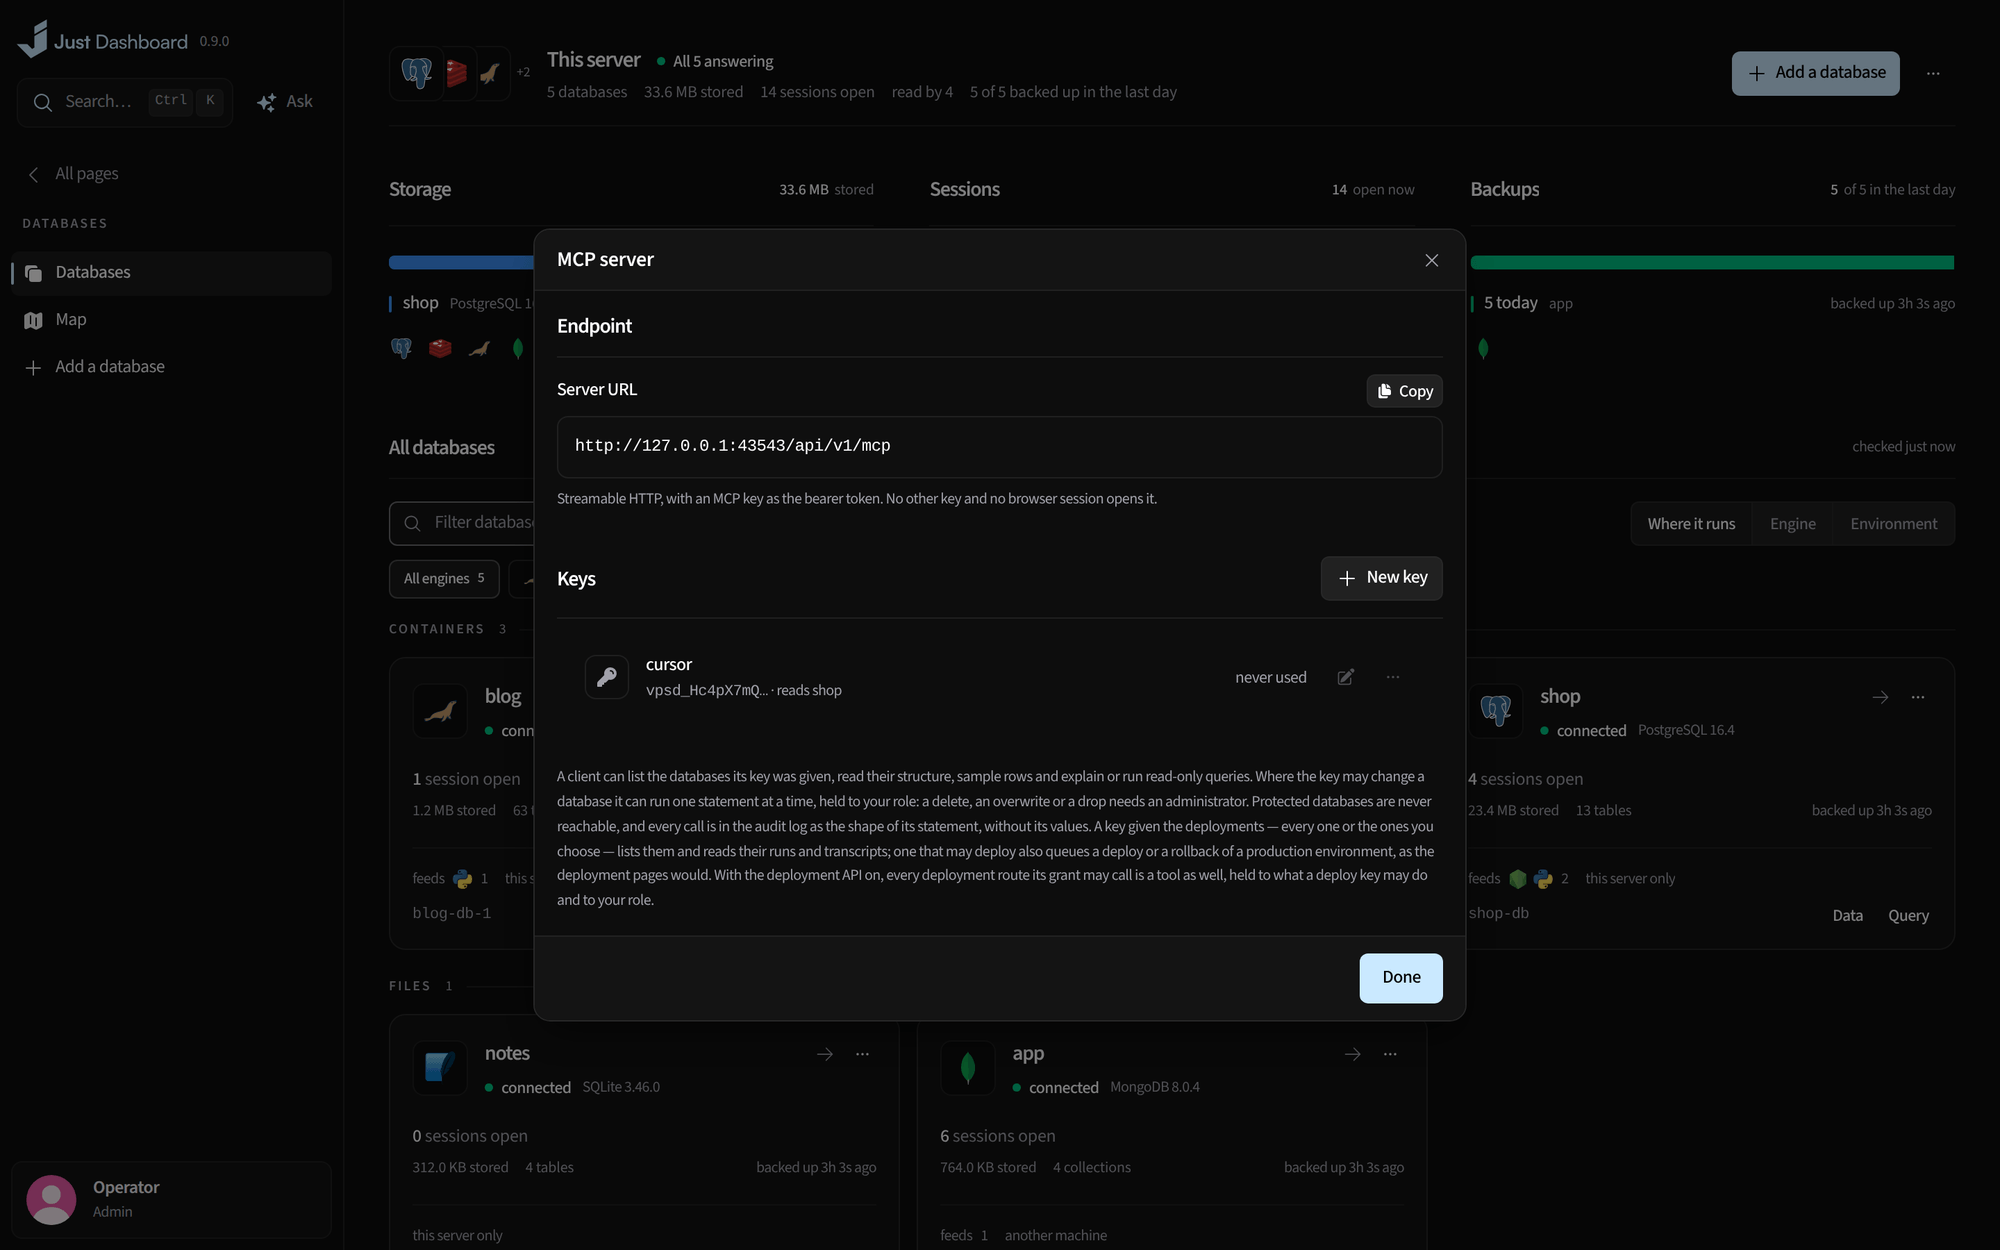 Just Dashboard 0.9.0
Search... Ctrl K
Ask
All pages
DATABASES
Databases
Map
Add a database
Operator
Admin
+2
This server All 5 answering
5 databases 33.6 MB stored 14 sessions open read by 4 5 of 5 backed up in the last day
Add a database
Storage 33.6 MB stored
Sessions 14 open now
Backups 5 of 5 in the last day
shop PostgreSQL
5 today app backed up 3h 3s ago
All databases checked just now
Filter
Where it runs Engine Environment
All engines 5
CONTAINERS 3
blog
1 session open
1.2 MB stored
feeds 1
blog-db-1
shop
connected PostgreSQL 16.4
4 sessions open
23.4 MB stored 13 tables backed up 3h 3s ago
feeds 2 this server only
shop-db Data Query
FILES 1
notes
connected SQLite 3.46.0
0 sessions open
312.0 KB stored 4 tables backed up 3h 3s ago
this server only
app
connected MongoDB 8.0.4
6 sessions open
764.0 KB stored 4 collections backed up 3h 3s ago
feeds 1 another machine
MCP server
Endpoint
Server URL Copy
http://127.0.0.1:43543/api/v1/mcp
Streamable HTTP, with an MCP key as the bearer token. No other key and no browser session opens it.
Keys New key
cursor
vpsd_Hc4pX7mQ… · reads shop
never used
A client can list the databases its key was given, read their structure, sample rows and explain or run read-only queries. Where the key may change a
database it can run one statement at a time, held to your role: a delete, an overwrite or a drop needs an administrator. Protected databases are never
reachable, and every call is in the audit log as the shape of its statement, without its values. A key given the deployments — every one or the ones you
choose — lists them and reads their runs and transcripts; one that may deploy also queues a deploy or a rollback of a production environment, as the
deployment pages would. With the deployment API on, every deployment route its grant may call is a tool as well, held to what a deploy key may do
and to your role.
Done